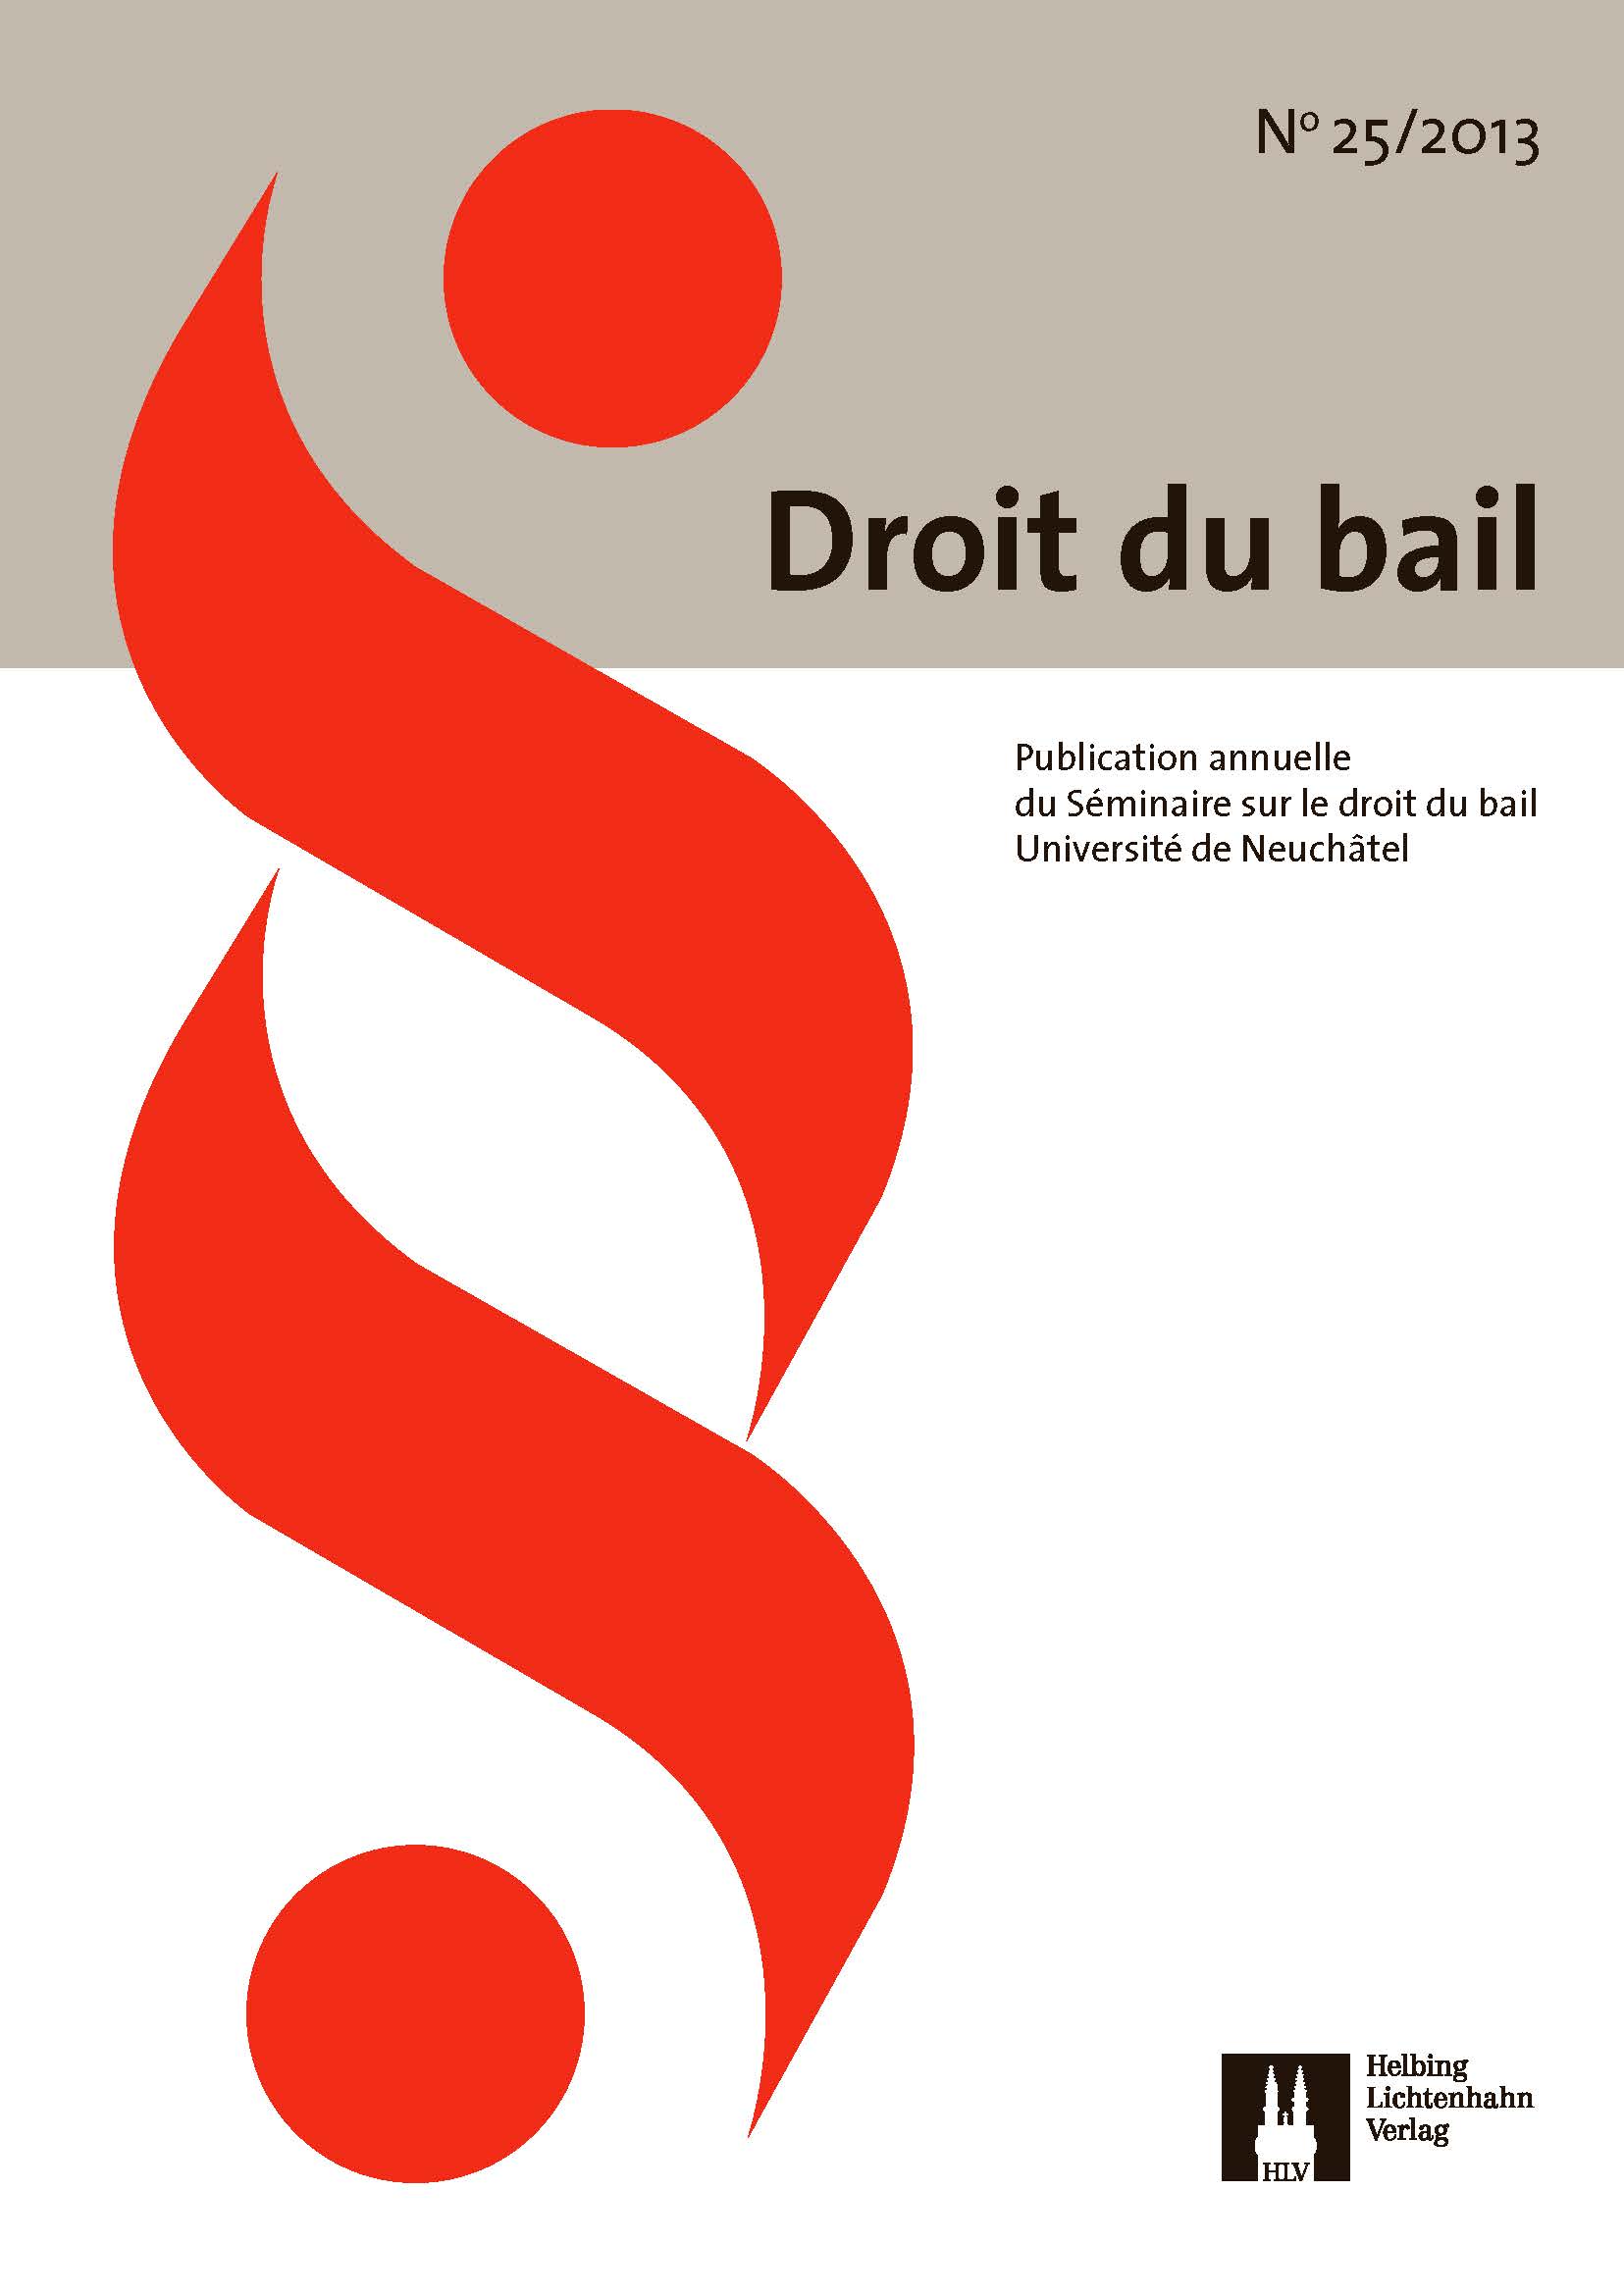 Nº 25/2013
Droit du bail
Publication annuelle
du Séminaire sur le droit du bail
Université de Neuchâtel
HLV
Helbing
Lichtenhahn
Verlag